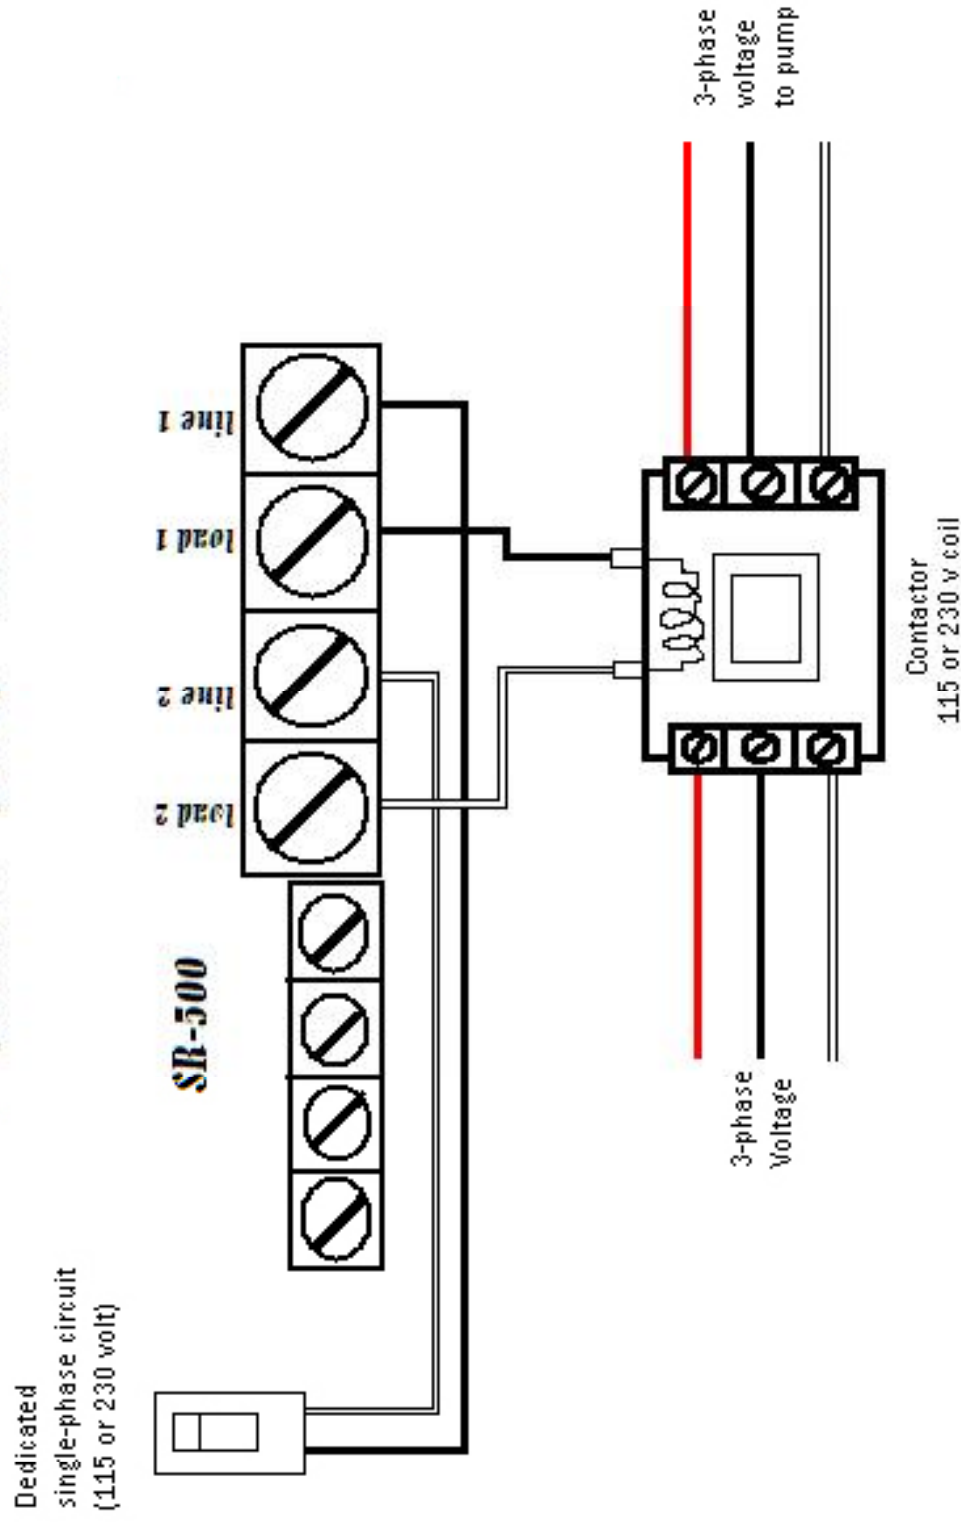 Dedicated
single-phase circuit
(115 or 230 volt)
SR-500
load 2
line 2
load 1
line 1
3-phase
Voltage
3-phase
voltage
to pump
Contactor
115 or 230 v coil